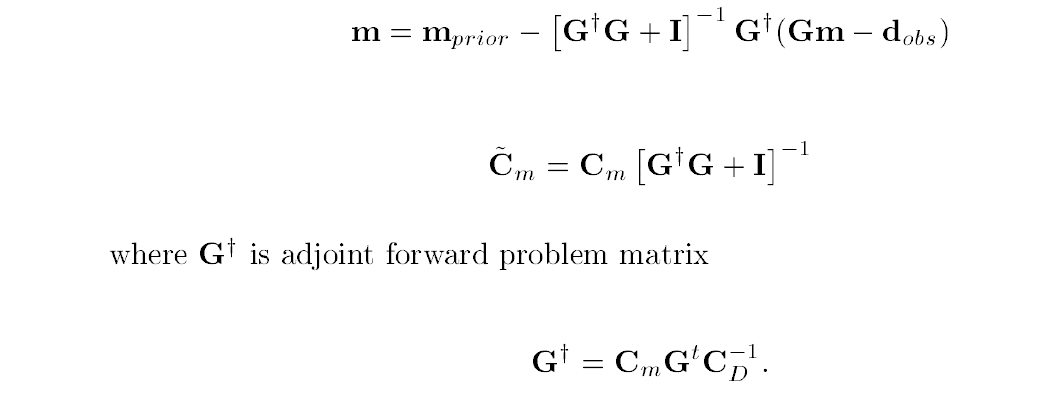 m = m_{prior} − [G^†G + I]^{−1} G^†(Gm − d_{obs})
C̃_m = C_m [G^†G + I]^{−1}
where G^† is adjoint forward problem matrix
G^† = C_m G^t C_D^{−1}.